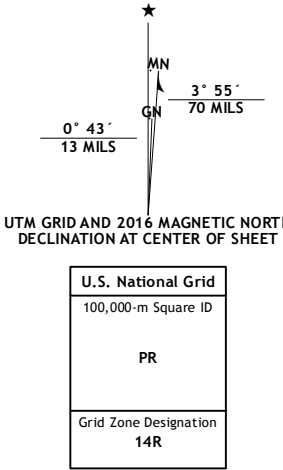 ★
MN
3° 55´
70 MILS
GN
0° 43´
13 MILS
UTM GRID AND 2016 MAGNETIC NORTH
DECLINATION AT CENTER OF SHEET
U.S. National Grid
100,000-m Square ID
PR
Grid Zone Designation
14R